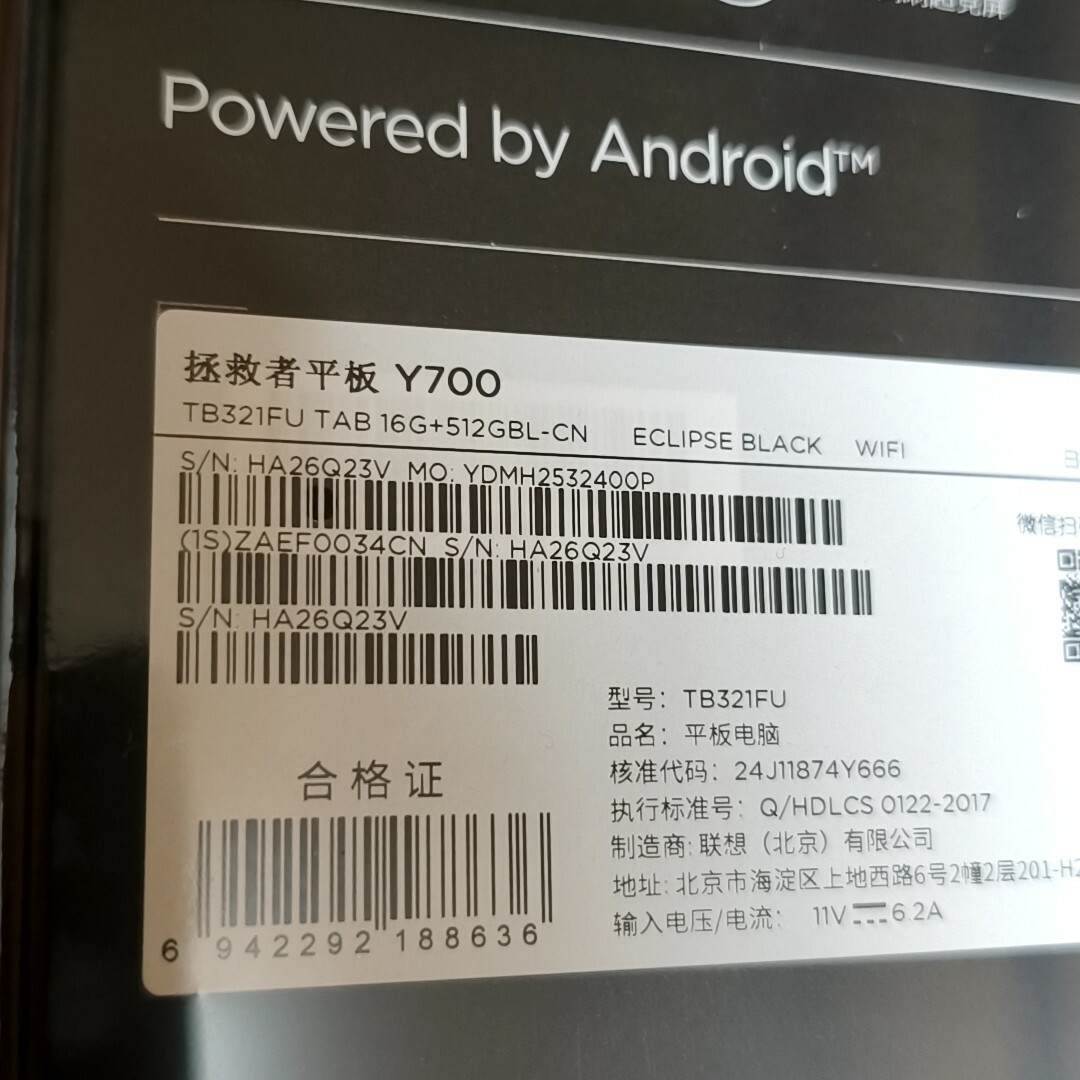 Powered by Android™
拯救者平板 Y700
TB321FU TAB 16G+512GBL-CN ECLIPSE BLACK WIFI
S/N: HA26Q23V MO: YDMH2532400P
(1S)ZAEF0034CN S/N: HA26Q23V
微信扫
S/N: HA26Q23V
型号: TB321FU
品名: 平板电脑
核准代码: 24J11874Y666
执行标准号: Q/HDLCS 0122-2017
制造商: 联想（北京）有限公司
地址: 北京市海淀区上地西路6号2幢2层201-H2
输入电压/电流: 11V⎓6.2A
合格证
6 942292 188636